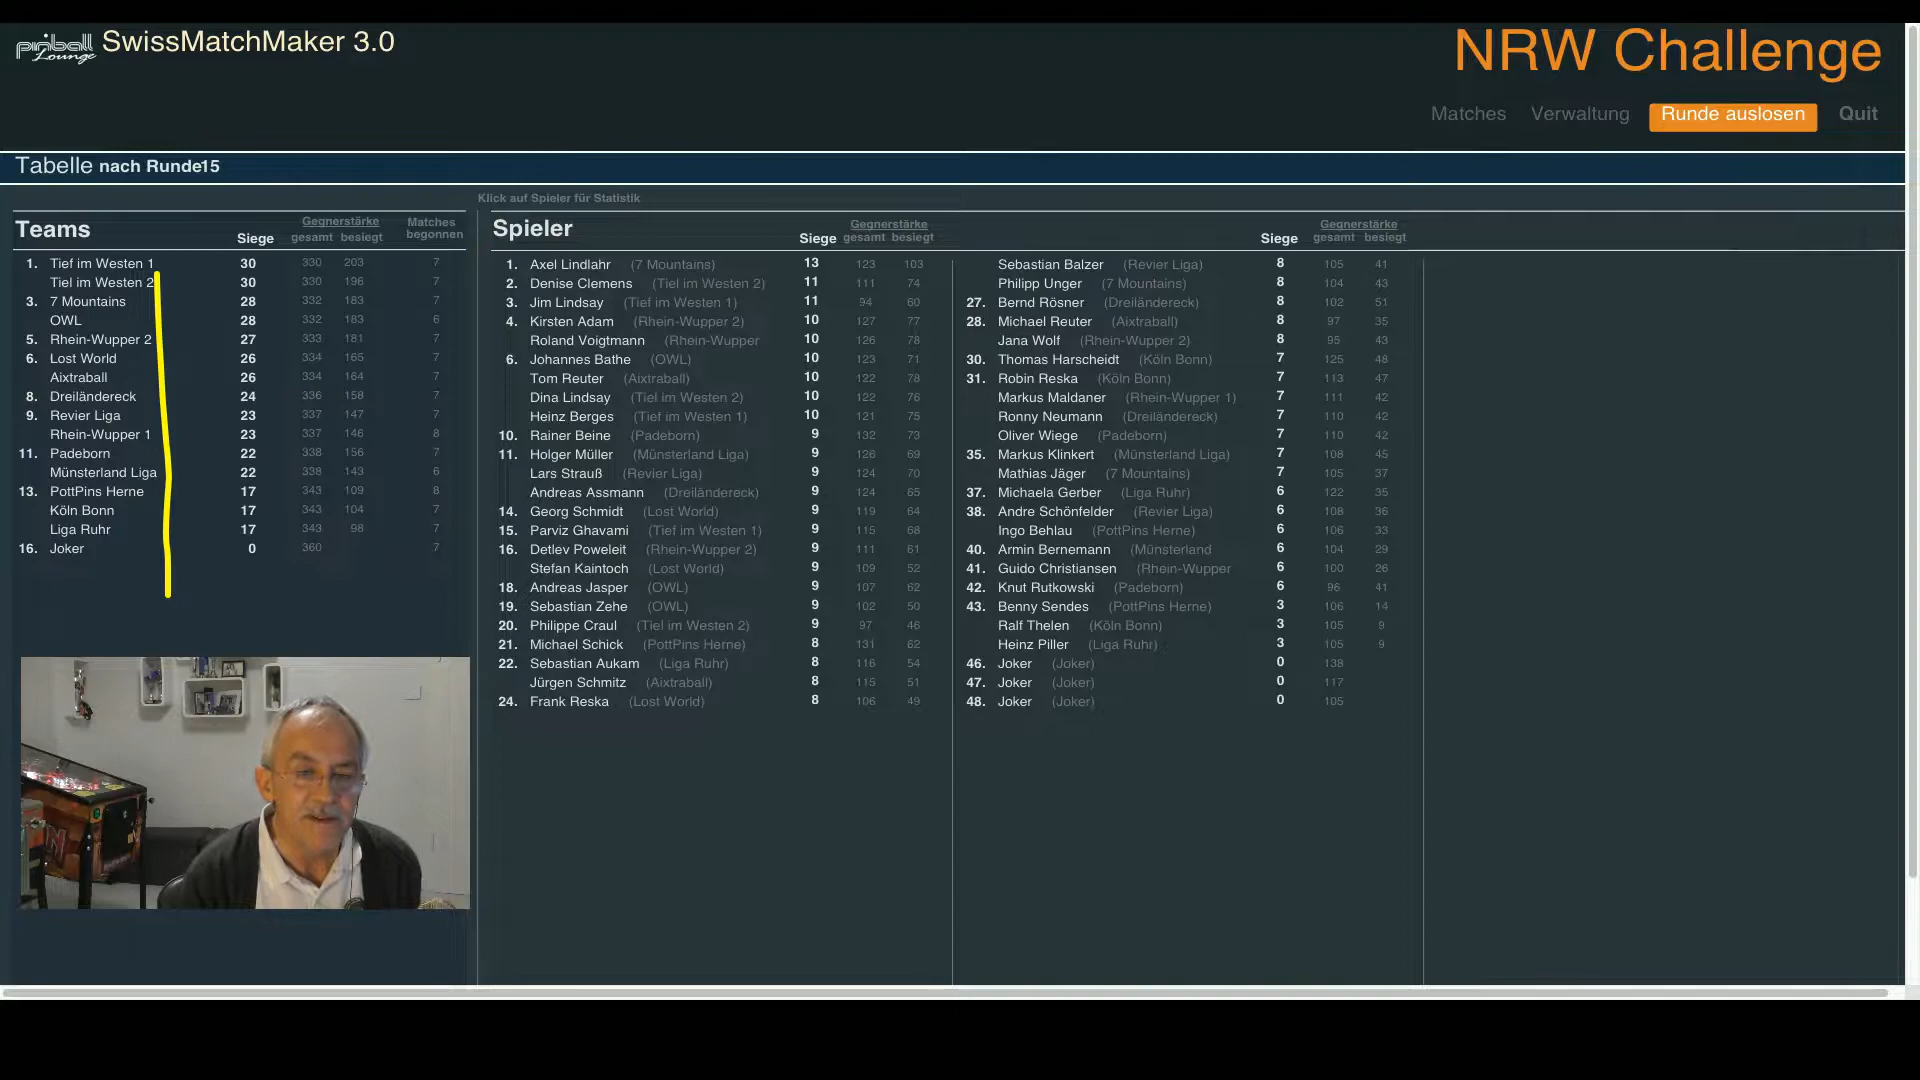 pinball Lounge SwissMatchMaker 3.0
NRW Challenge
Matches Verwaltung Runde auslosen Quit
Tabelle nach Runde15
Klick auf Spieler für Statistik
Teams Siege Gegnerstärke gesamt besiegt Matches begonnen
1. Tief im Westen 1 30 330 203 7
Tiel im Westen 2 30 330 196 7
3. 7 Mountains 28 332 183 7
OWL 28 332 183 6
5. Rhein-Wupper 2 27 333 181 7
6. Lost World 26 334 165 7
Aixtraball 26 334 164 7
8. Dreiländereck 24 336 158 7
9. Revier Liga 23 337 147 7
Rhein-Wupper 1 23 337 146 8
11. Padeborn 22 338 156 7
Münsterland Liga 22 338 143 6
13. PottPins Herne 17 343 109 8
Köln Bonn 17 343 104 7
Liga Ruhr 17 343 98 7
16. Joker 0 360 7
Spieler Siege Gegnerstärke gesamt besiegt
1. Axel Lindlahr (7 Mountains) 13 123 103
2. Denise Clemens (Tiel im Westen 2) 11 111 74
3. Jim Lindsay (Tief im Westen 1) 11 94 60
4. Kirsten Adam (Rhein-Wupper 2) 10 127 77
Roland Voigtmann (Rhein-Wupper 10 126 78
6. Johannes Bathe (OWL) 10 123 71
Tom Reuter (Aixtraball) 10 122 78
Dina Lindsay (Tiel im Westen 2) 10 122 76
Heinz Berges (Tief im Westen 1) 10 121 75
10. Rainer Beine (Padeborn) 9 132 73
11. Holger Müller (Münsterland Liga) 9 126 69
Lars Strauß (Revier Liga) 9 124 70
Andreas Assmann (Dreiländereck) 9 124 65
14. Georg Schmidt (Lost World) 9 119 64
15. Parviz Ghavami (Tief im Westen 1) 9 115 68
16. Detlev Poweleit (Rhein-Wupper 2) 9 111 61
Stefan Kaintoch (Lost World) 9 109 52
18. Andreas Jasper (OWL) 9 107 62
19. Sebastian Zehe (OWL) 9 102 50
20. Philippe Craul (Tiel im Westen 2) 9 97 46
21. Michael Schick (PottPins Herne) 8 131 62
22. Sebastian Aukam (Liga Ruhr) 8 116 54
Jürgen Schmitz (Aixtraball) 8 115 51
24. Frank Reska (Lost World) 8 106 49
Siege Gegnerstärke gesamt besiegt
Sebastian Balzer (Revier Liga) 8 105 41
Philipp Unger (7 Mountains) 8 104 43
27. Bernd Rösner (Dreiländereck) 8 102 51
28. Michael Reuter (Aixtraball) 8 97 35
Jana Wolf (Rhein-Wupper 2) 8 95 43
30. Thomas Harscheidt (Köln Bonn) 7 125 48
31. Robin Reska (Köln Bonn) 7 113 47
Markus Maldaner (Rhein-Wupper 1) 7 111 42
Ronny Neumann (Dreiländereck) 7 110 42
Oliver Wiege (Padeborn) 7 110 42
35. Markus Klinkert (Münsterland Liga) 7 108 45
Mathias Jäger (7 Mountains) 7 105 37
37. Michaela Gerber (Liga Ruhr) 6 122 35
38. Andre Schönfelder (Revier Liga) 6 108 36
Ingo Behlau (PottPins Herne) 6 106 33
40. Armin Bernemann (Münsterland 6 104 29
41. Guido Christiansen (Rhein-Wupper 6 100 26
42. Knut Rutkowski (Padeborn) 6 96 41
43. Benny Sendes (PottPins Herne) 3 106 14
Ralf Thelen (Köln Bonn) 3 105 9
Heinz Piller (Liga Ruhr) 3 105 9
46. Joker (Joker) 0 138
47. Joker (Joker) 0 117
48. Joker (Joker) 0 105